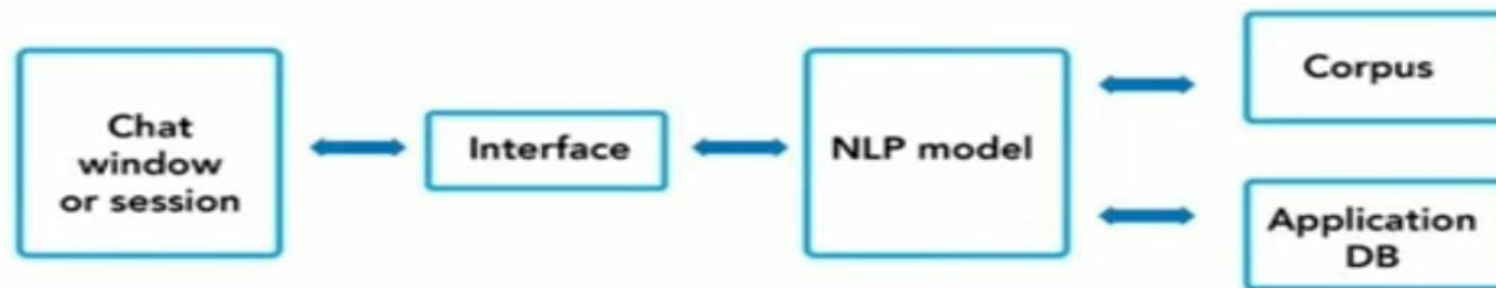 Chat
window
or session
Interface
NLP model
Corpus
Application
DB